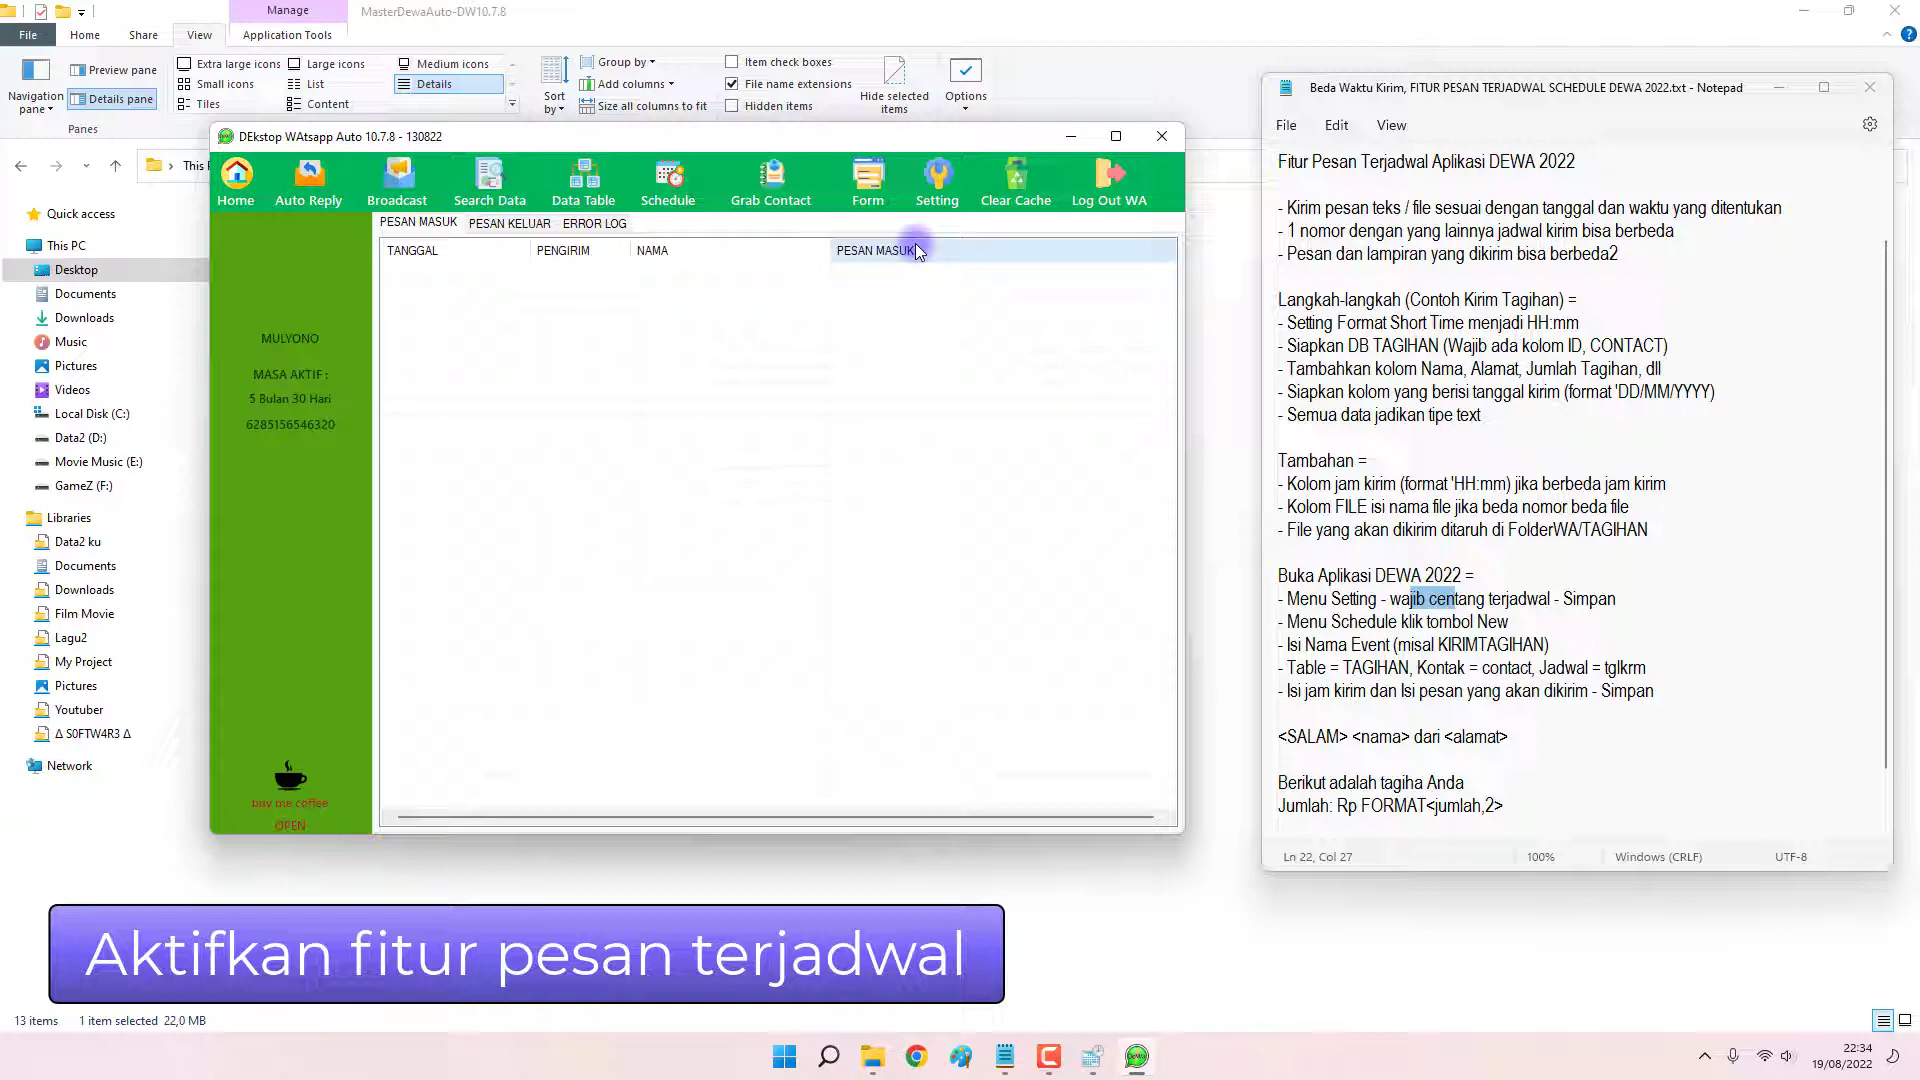 Manage
MasterDewaAuto-DW10.7.8
File
Home
Share
View
Application Tools
Navigation pane
Preview pane
Details pane
Panes
Extra large icons
Large icons
Medium icons
Small icons
List
Details
Tiles
Content
Sort by
Group by
Add columns
Size all columns to fit
Item check boxes
File name extensions
Hidden items
Hide selected items
Options
This P
Quick access
This PC
Desktop
Documents
Downloads
Music
Pictures
Videos
Local Disk (C:)
Data2 (D:)
Movie Music (E:)
GameZ (F:)
Libraries
Data2 ku
Documents
Downloads
Film Movie
Lagu2
My Project
Pictures
Youtube
Δ S0FTW4R3 Δ
Network
DEkstop WAtsapp Auto 10.7.8 - 130822
Home
Auto Reply
Broadcast
Search Data
Data Table
Schedule
Grab Contact
Form
Setting
Clear Cache
Log Out WA
PESAN MASUK
PESAN KELUAR
ERROR LOG
TANGGAL
PENGIRIM
NAMA
PESAN MASUK
MULYONO
MASA AKTIF :
5 Bulan 30 Hari
6285156546320
buy me coffee
OPEN
Beda Waktu Kirim, FITUR PESAN TERJADWAL SCHEDULE DEWA 2022.txt - Notepad
File
Edit
View
Fitur Pesan Terjadwal Aplikasi DEWA 2022
- Kirim pesan teks / file sesuai dengan tanggal dan waktu yang ditentukan
- 1 nomor dengan yang lainnya jadwal kirim bisa berbeda
- Pesan dan lampiran yang dikirim bisa berbeda2
Langkah-langkah (Contoh Kirim Tagihan) =
- Setting Format Short Time menjadi HH:mm
- Siapkan DB TAGIHAN (Wajib ada kolom ID, CONTACT)
- Tambahkan kolom Nama, Alamat, Jumlah Tagihan, dll
- Siapkan kolom yang berisi tanggal kirim (format 'DD/MM/YYYY)
- Semua data jadikan tipe text
Tambahan =
- Kolom jam kirim (format 'HH:mm) jika berbeda jam kirim
- Kolom FILE isi nama file jika beda nomor beda file
- File yang akan dikirim ditaruh di FolderWA/TAGIHAN
Buka Aplikasi DEWA 2022 =
- Menu Setting - wajib centang terjadwal - Simpan
- Menu Schedule klik tombol New
- Isi Nama Event (misal KIRIMTAGIHAN)
- Table = TAGIHAN, Kontak = contact, Jadwal = tglkrm
- Isi jam kirim dan Isi pesan yang akan dikirim - Simpan
<SALAM> <nama> dari <alamat>
Berikut adalah tagiha Anda
Jumlah: Rp FORMAT<jumlah,2>
Ln 22, Col 27
100%
Windows (CRLF)
UTF-8
Aktifkan fitur pesan terjadwal
13 items
1 item selected 22,0 MB
DeWa
22:34
19/08/2022